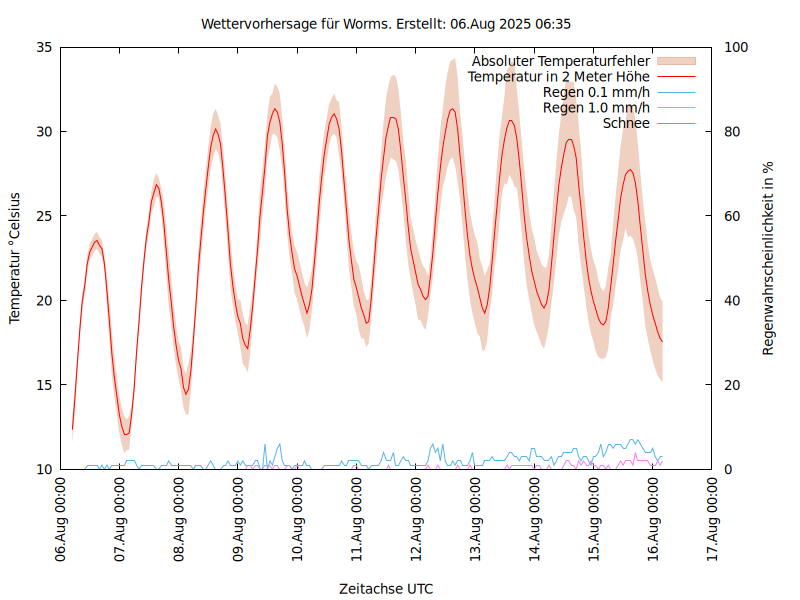 Wettervorhersage für Worms. Erstellt: 06.Aug 2025 06:35
Absoluter Temperaturfehler
Temperatur in 2 Meter Höhe
Regen 0.1 mm/h
Regen 1.0 mm/h
Schnee
Temperatur °Celsius
35
30
25
20
15
10
Regenwahrscheinlichkeit in %
100
80
60
40
20
0
06.Aug 00:00
07.Aug 00:00
08.Aug 00:00
09.Aug 00:00
10.Aug 00:00
11.Aug 00:00
12.Aug 00:00
13.Aug 00:00
14.Aug 00:00
15.Aug 00:00
16.Aug 00:00
17.Aug 00:00
Zeitachse UTC